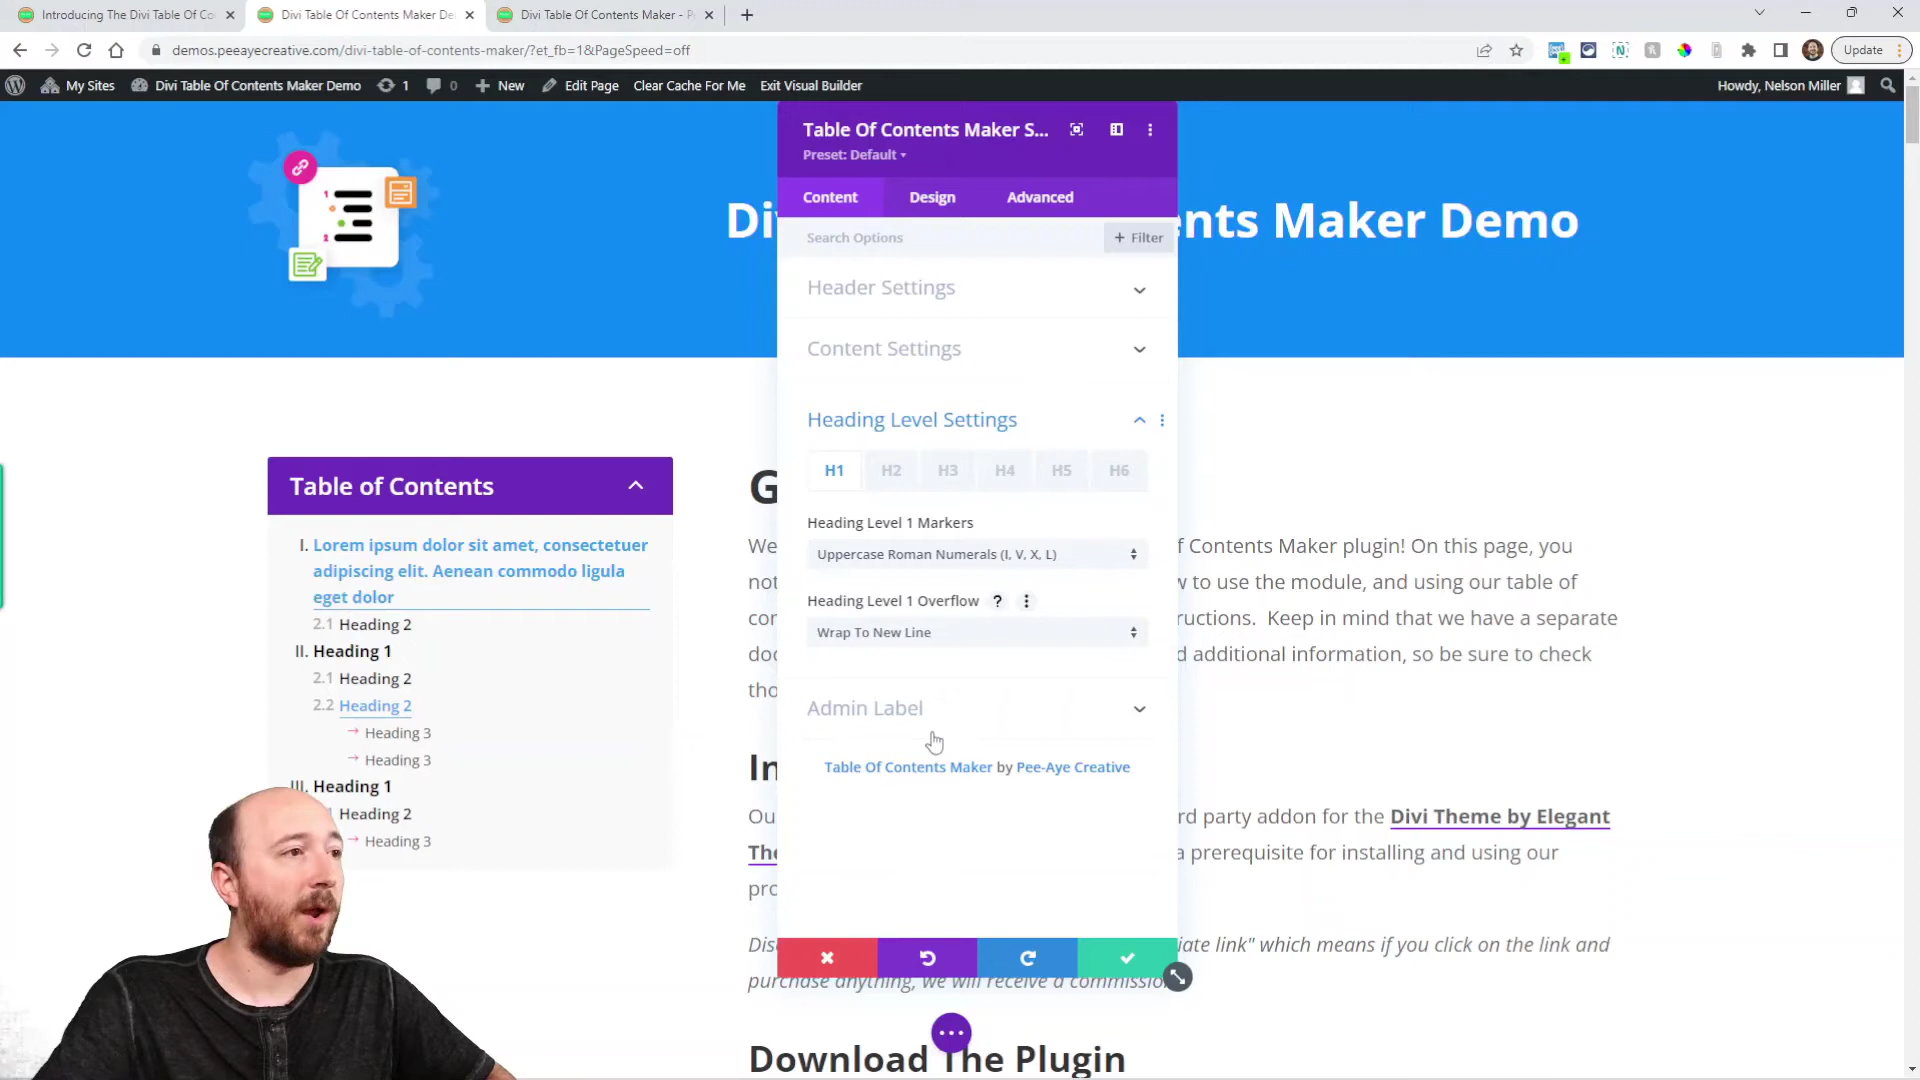 Introducing The Divi Table Of Co
Divi Table Of Contents Maker De
Divi Table Of Contents Maker - P
demos.peeayecreative.com/divi-table-of-contents-maker/?et_fb=1&PageSpeed=off
Update
My Sites
Divi Table Of Contents Maker Demo
1
0
New
Edit Page
Clear Cache For Me
Exit Visual Builder
Howdy, Nelson Miller
Table Of Contents Maker S...
Preset: Default
Content
Design
Advanced
Search Options
+ Filter
Header Settings
Content Settings
Heading Level Settings
H1
H2
H3
H4
H5
H6
Heading Level 1 Markers
Uppercase Roman Numerals (I, V, X, L)
Heading Level 1 Overflow
?
Wrap To New Line
Admin Label
Table Of Contents Maker by Pee-Aye Creative
Div
ents Maker Demo
Table of Contents
I. Lorem ipsum dolor sit amet, consectetuer
adipiscing elit. Aenean commodo ligula
eget dolor
2.1 Heading 2
II. Heading 1
2.1 Heading 2
2.2 Heading 2
→ Heading 3
→ Heading 3
III. Heading 1
Heading 2
→ Heading 3
G
We
f Contents Maker plugin! On this page, you
not
w to use the module, and using our table of
con
ructions. Keep in mind that we have a separate
doc
d additional information, so be sure to check
tho
In
Ou
rd party addon for the Divi Theme by Elegant
The
a prerequisite for installing and using our
pro
Disc
iate link" which means if you click on the link and
purchase anything, we will receive a commissio
Download The Plugin